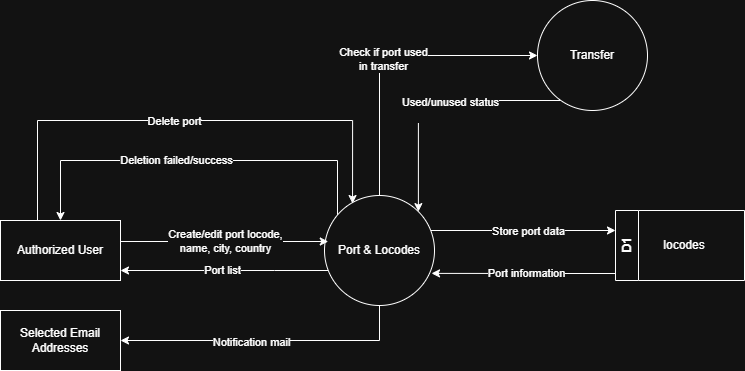 Check if port used
in transfer
Transfer
Used/unused status
Delete port
Deletion failed/success
Authorized User
Create/edit port locode,
name, city, country
Port & Locodes
Store port data
D1
locodes
Port list
Port information
Selected Email
Addresses
Notification mail